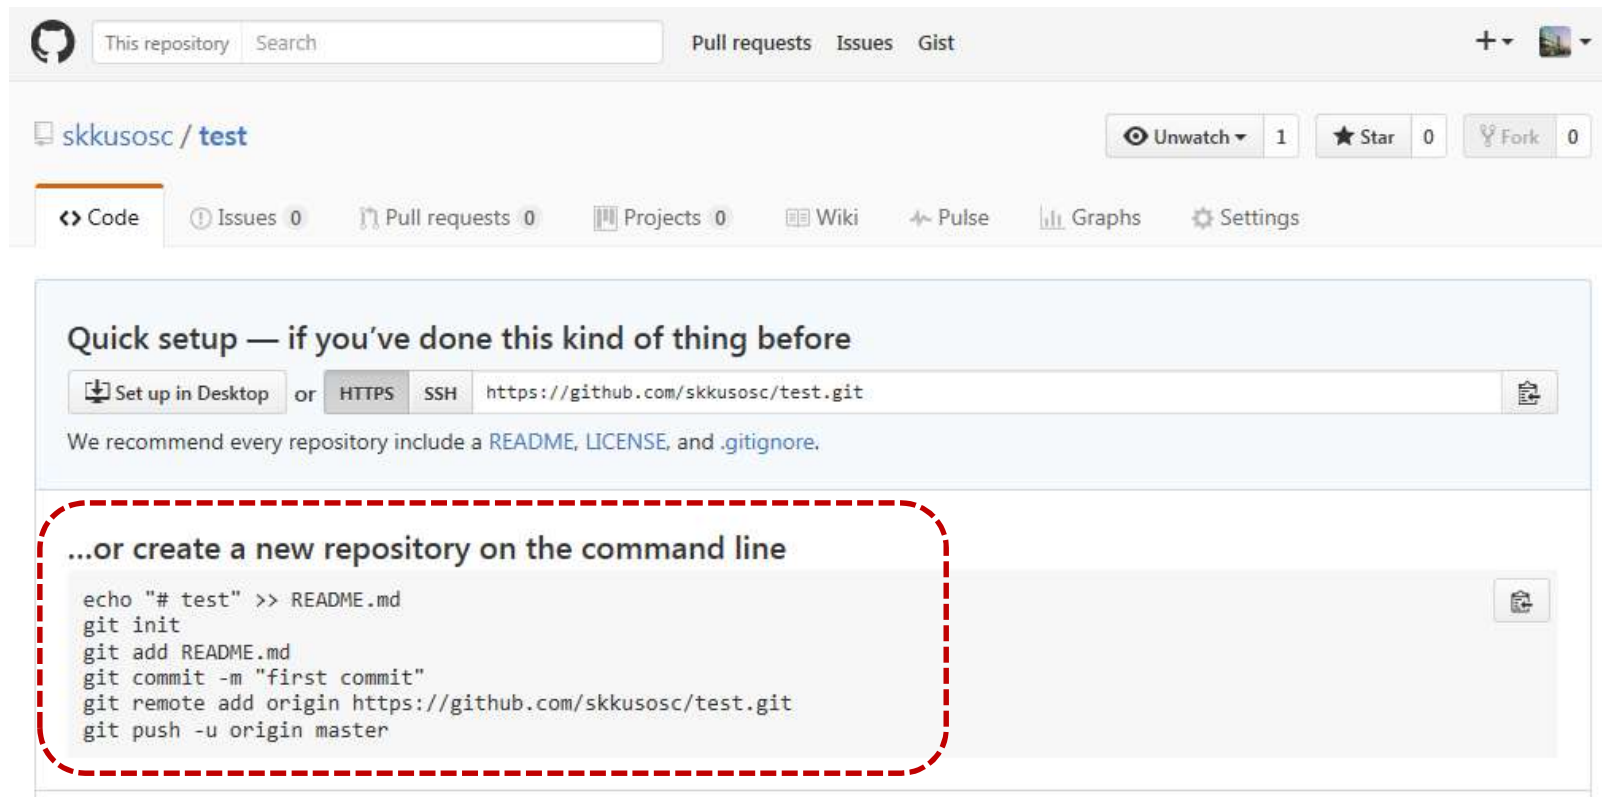 This repository Search Pull requests Issues Gist
skkusosc / test Unwatch 1 Star 0 Fork 0
Code Issues 0 Pull requests 0 Projects 0 Wiki Pulse Graphs Settings
Quick setup — if you've done this kind of thing before
Set up in Desktop or HTTPS SSH https://github.com/skkusosc/test.git
We recommend every repository include a README, LICENSE, and .gitignore.
...or create a new repository on the command line
echo "# test" >> README.md
git init
git add README.md
git commit -m "first commit"
git remote add origin https://github.com/skkusosc/test.git
git push -u origin master